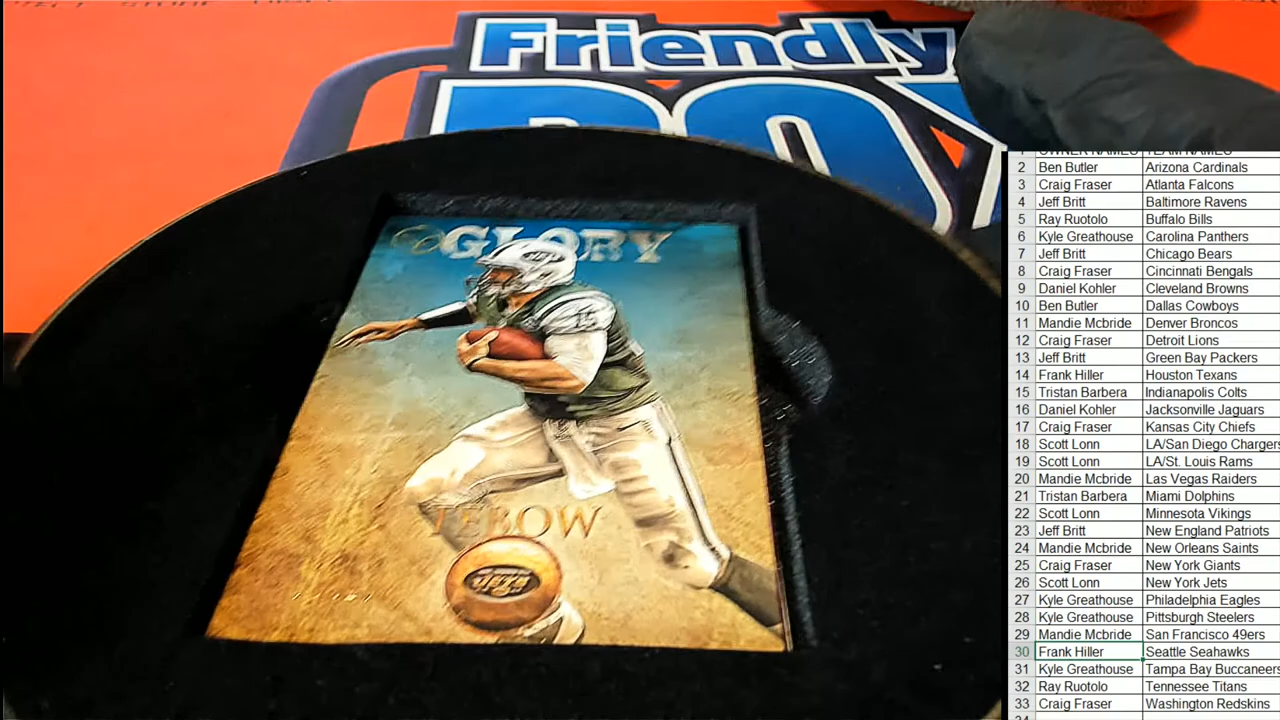 Friendly
BOX
GLORY
15
TEBOW
JETS
1 OWNER NAMES TEAM NAMES
2 Ben Butler Arizona Cardinals
3 Craig Fraser Atlanta Falcons
4 Jeff Britt Baltimore Ravens
5 Ray Ruotolo Buffalo Bills
6 Kyle Greathouse Carolina Panthers
7 Jeff Britt Chicago Bears
8 Craig Fraser Cincinnati Bengals
9 Daniel Kohler Cleveland Browns
10 Ben Butler Dallas Cowboys
11 Mandie Mcbride Denver Broncos
12 Craig Fraser Detroit Lions
13 Jeff Britt Green Bay Packers
14 Frank Hiller Houston Texans
15 Tristan Barbera Indianapolis Colts
16 Daniel Kohler Jacksonville Jaguars
17 Craig Fraser Kansas City Chiefs
18 Scott Lonn LA/San Diego Chargers
19 Scott Lonn LA/St. Louis Rams
20 Mandie Mcbride Las Vegas Raiders
21 Tristan Barbera Miami Dolphins
22 Scott Lonn Minnesota Vikings
23 Jeff Britt New England Patriots
24 Mandie Mcbride New Orleans Saints
25 Craig Fraser New York Giants
26 Scott Lonn New York Jets
27 Kyle Greathouse Philadelphia Eagles
28 Kyle Greathouse Pittsburgh Steelers
29 Mandie Mcbride San Francisco 49ers
30 Frank Hiller Seattle Seahawks
31 Kyle Greathouse Tampa Bay Buccaneers
32 Ray Ruotolo Tennessee Titans
33 Craig Fraser Washington Redskins
34